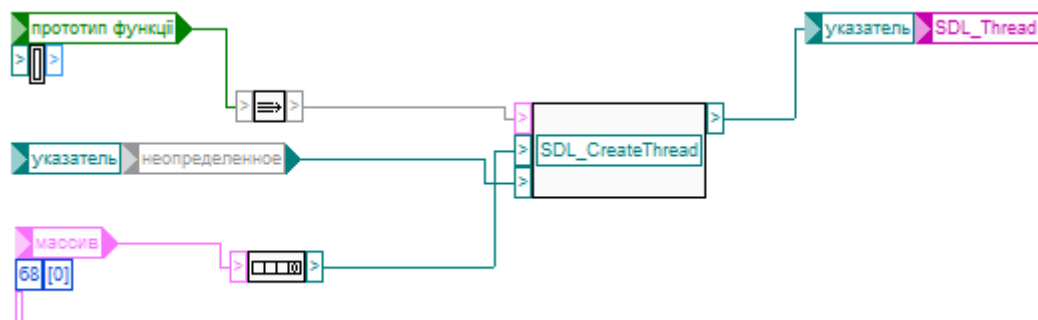 прототип функції
указатель SDL_Thread
> >
> >
>
> SDL_CreateThread
>
>
указатель неопределенное
массив
> >
68 [0]